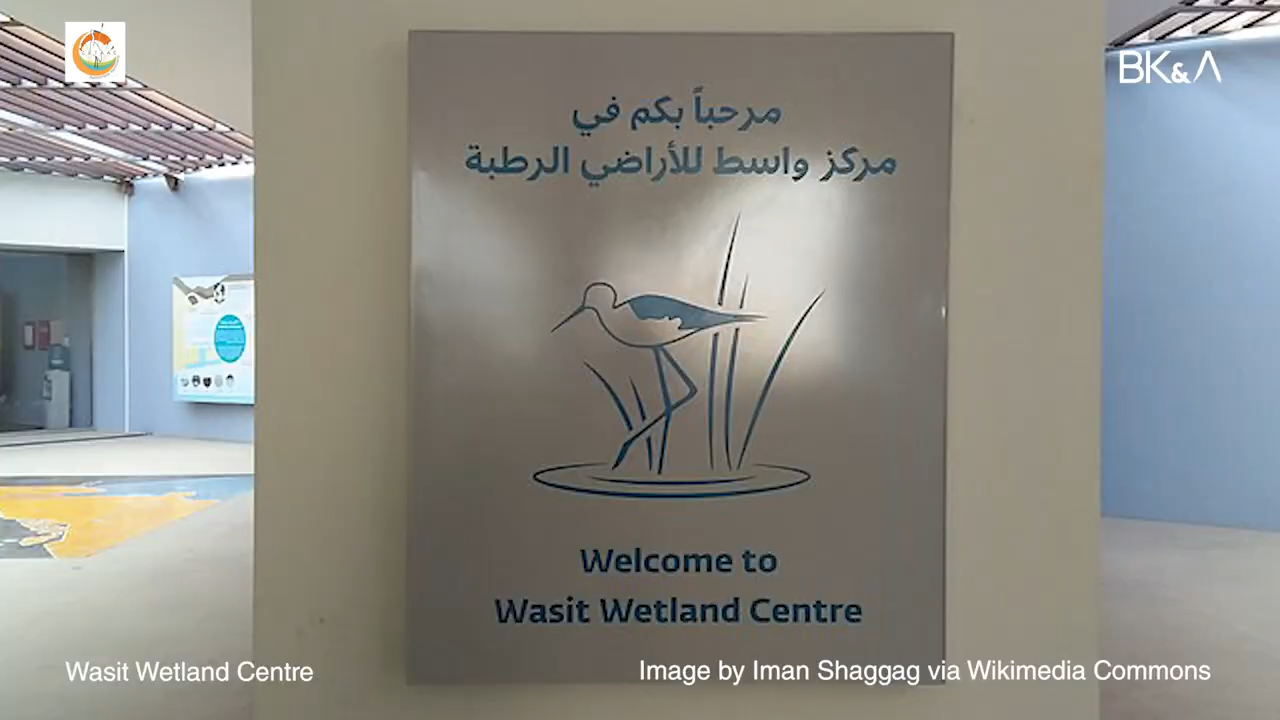 BK&A
مرحباً بكم في
مركز واسط للأراضي الرطبة
Welcome to
Wasit Wetland Centre
Wasit Wetland Centre
Image by Iman Shaggag via Wikimedia Commons